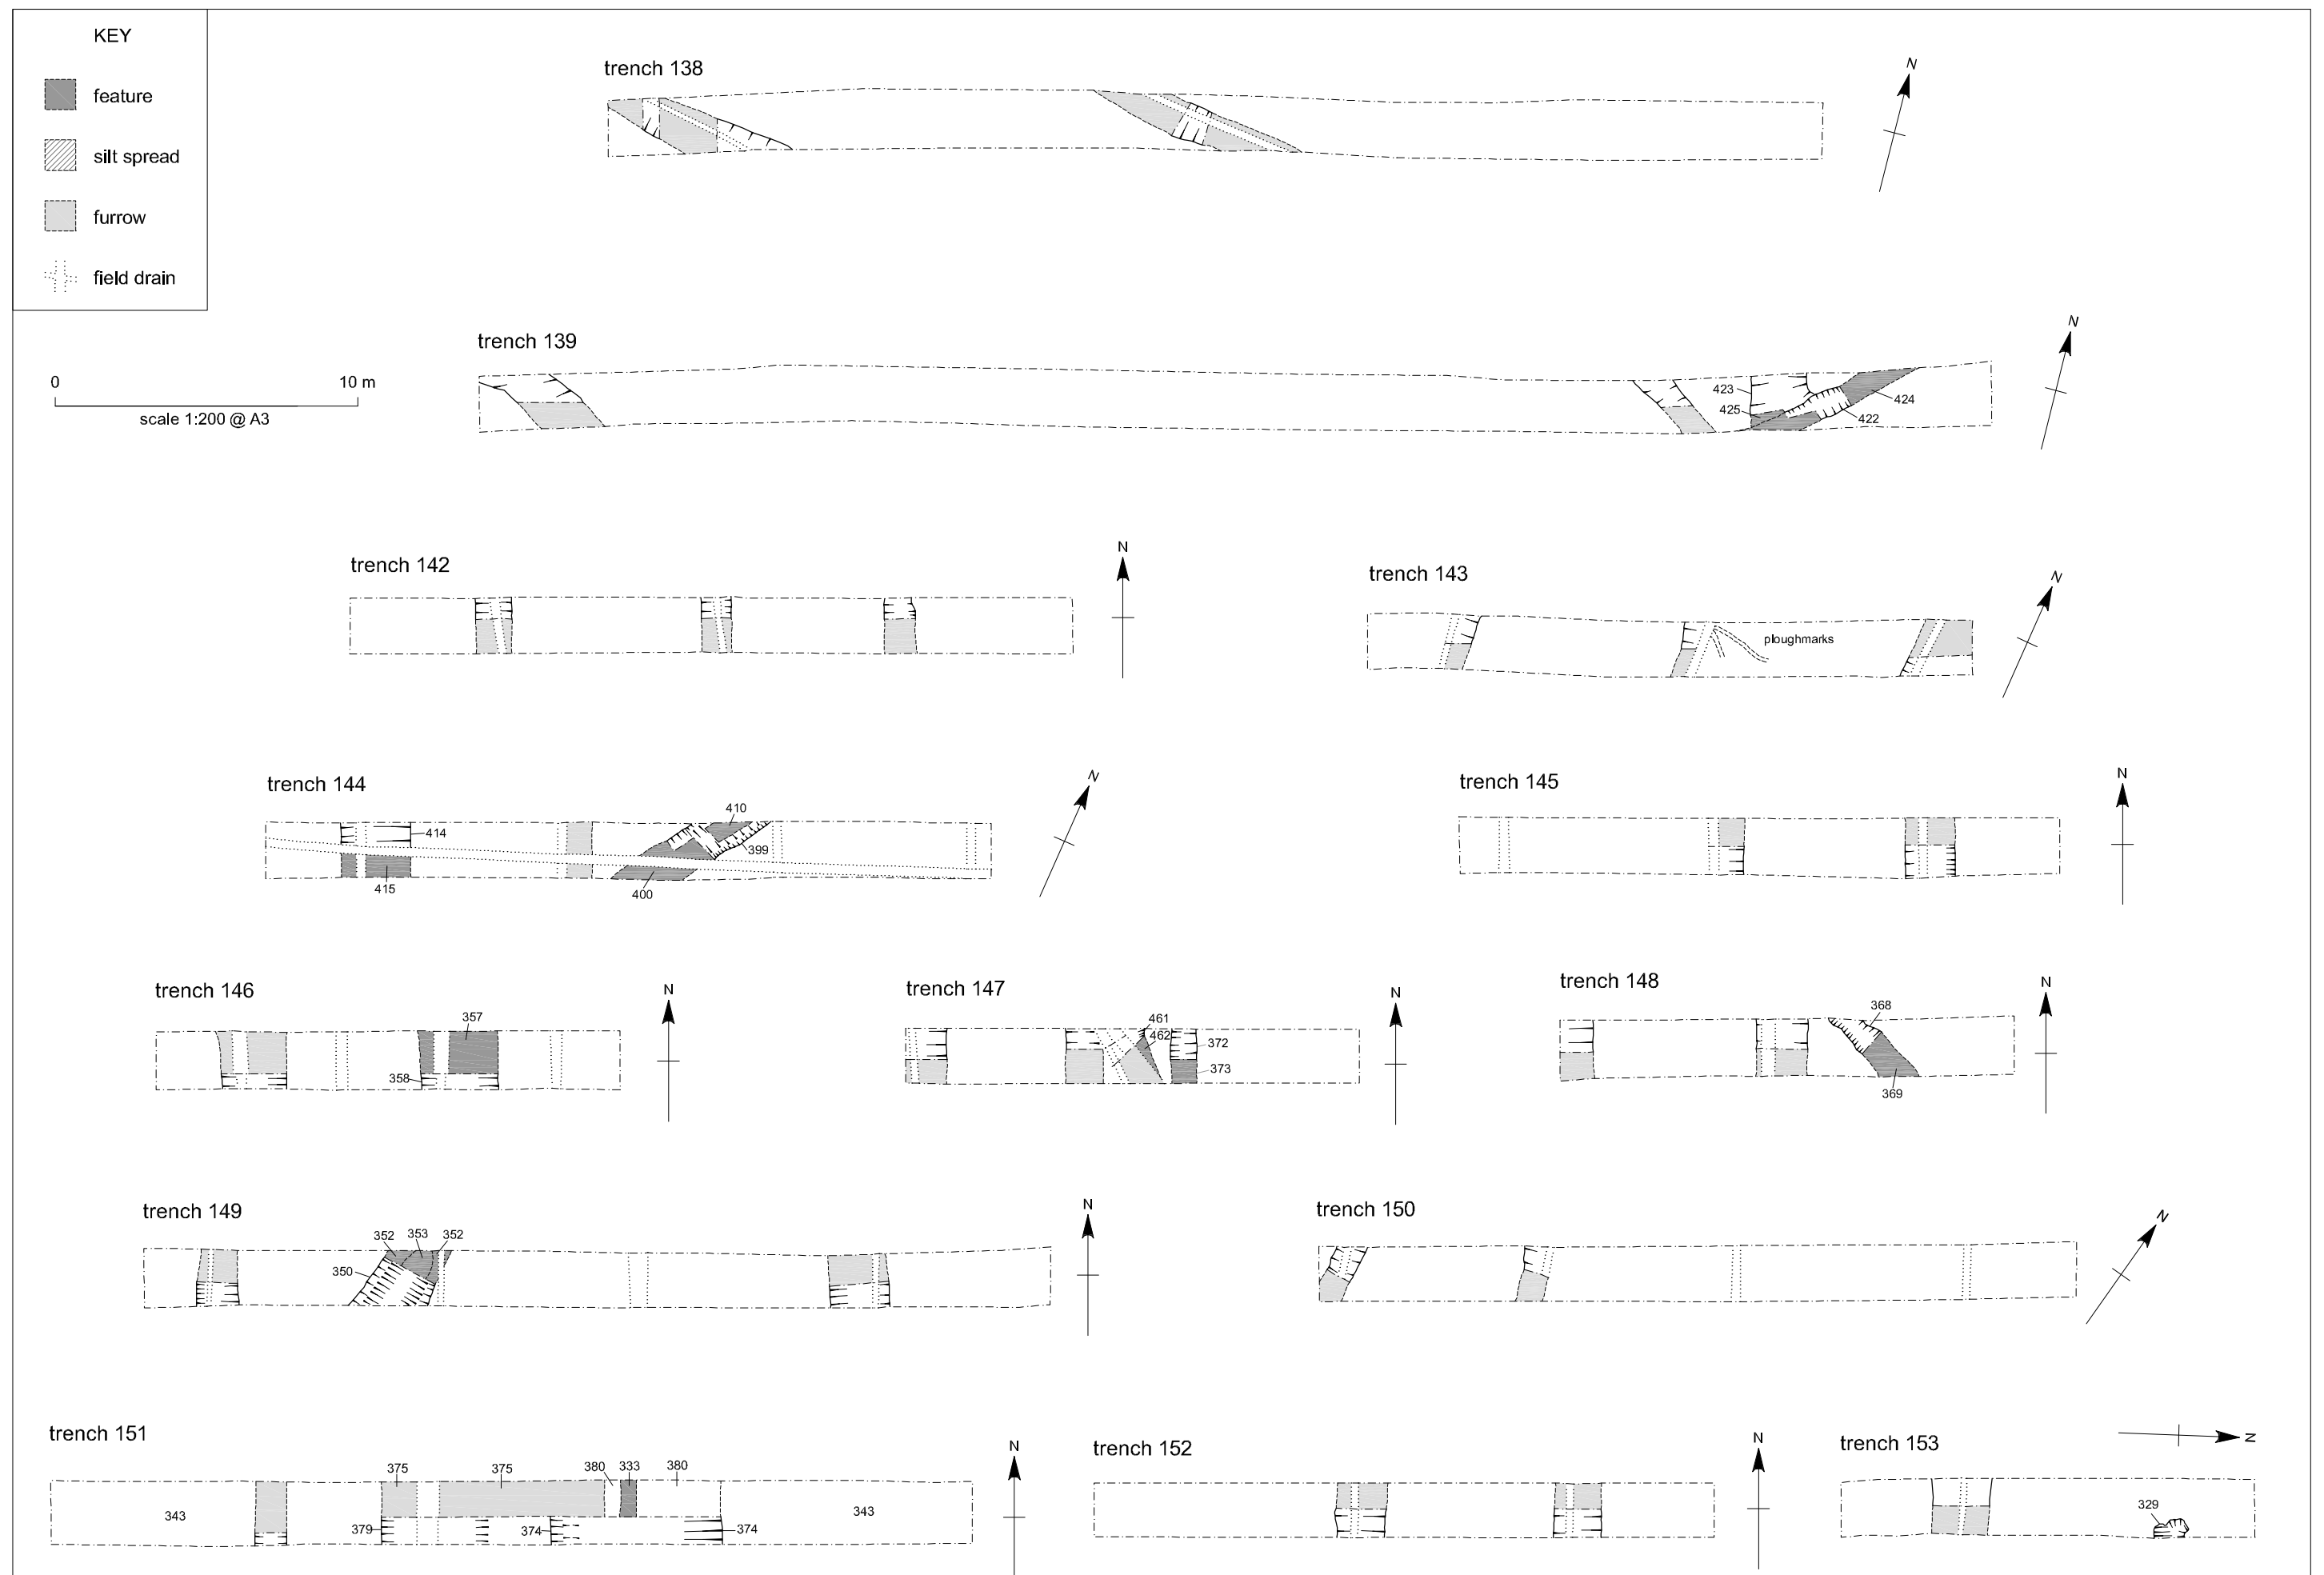 KEY
feature
silt spread
furrow
field drain
0 10 m
scale 1:200 @ A3
trench 138
N
trench 139
N
423
425
424
422
trench 142
N
trench 143
N
ploughmarks
trench 144
N
410
414
399
415
400
trench 145
N
trench 146
N
357
358
trench 147
N
461
462
372
373
trench 148
N
368
369
trench 149
N
352 353 352
350
trench 150
N
trench 151
N
375 375 380 333 380
343 343
379 374 374
trench 152
N
trench 153
N
329